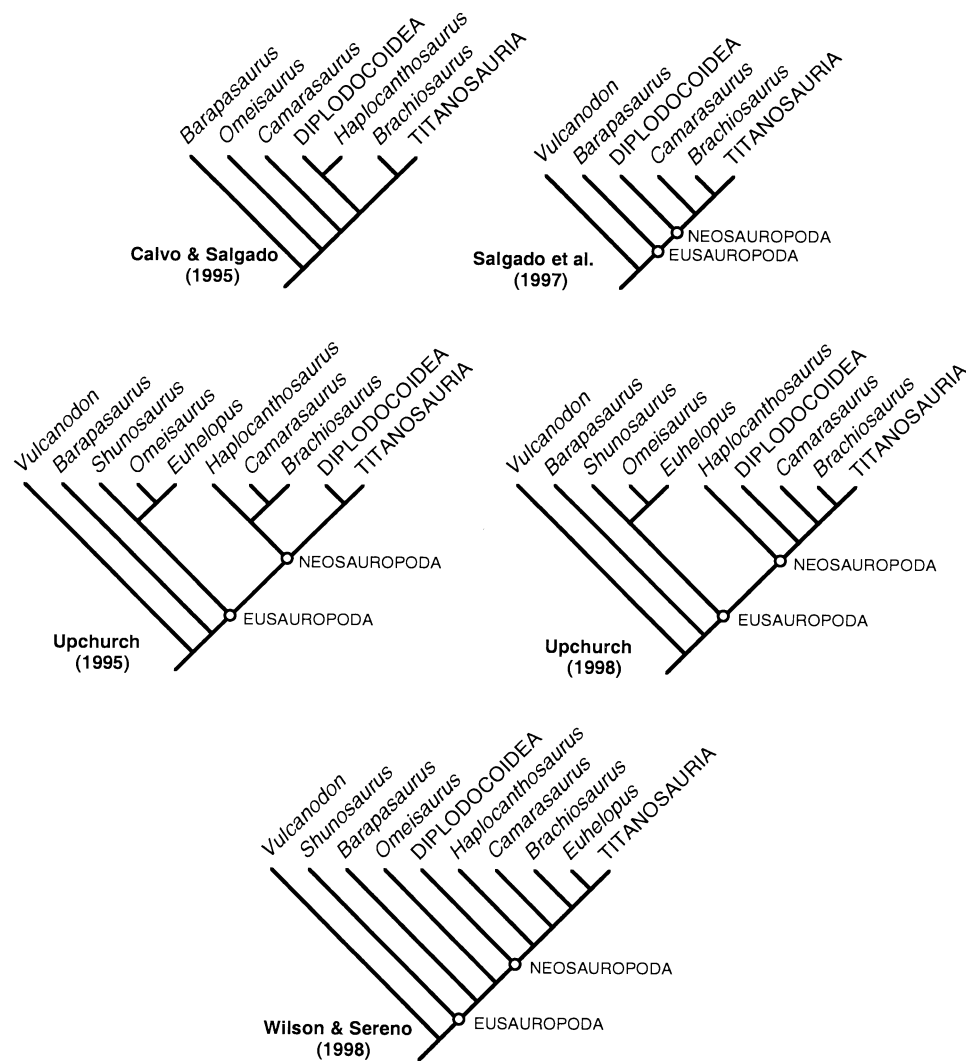 Barapasaurus
Omeisaurus
Camarasaurus
DIPLODOCOIDEA
Haplocanthosaurus
Brachiosaurus
TITANOSAURIA
Calvo & Salgado
(1995)
Vulcanodon
Barapasaurus
DIPLODOCOIDEA
Camarasaurus
Brachiosaurus
TITANOSAURIA
NEOSAUROPODA
EUSAUROPODA
Salgado et al.
(1997)
Vulcanodon
Barapasaurus
Shunosaurus
Omeisaurus
Euhelopus
Haplocanthosaurus
Camarasaurus
Brachiosaurus
DIPLODOCOIDEA
TITANOSAURIA
NEOSAUROPODA
EUSAUROPODA
Upchurch
(1995)
Vulcanodon
Barapasaurus
Shunosaurus
Omeisaurus
Euhelopus
Haplocanthosaurus
DIPLODOCOIDEA
Camarasaurus
Brachiosaurus
TITANOSAURIA
NEOSAUROPODA
EUSAUROPODA
Upchurch
(1998)
Vulcanodon
Shunosaurus
Barapasaurus
Omeisaurus
DIPLODOCOIDEA
Haplocanthosaurus
Camarasaurus
Brachiosaurus
Euhelopus
TITANOSAURIA
NEOSAUROPODA
EUSAUROPODA
Wilson & Sereno
(1998)